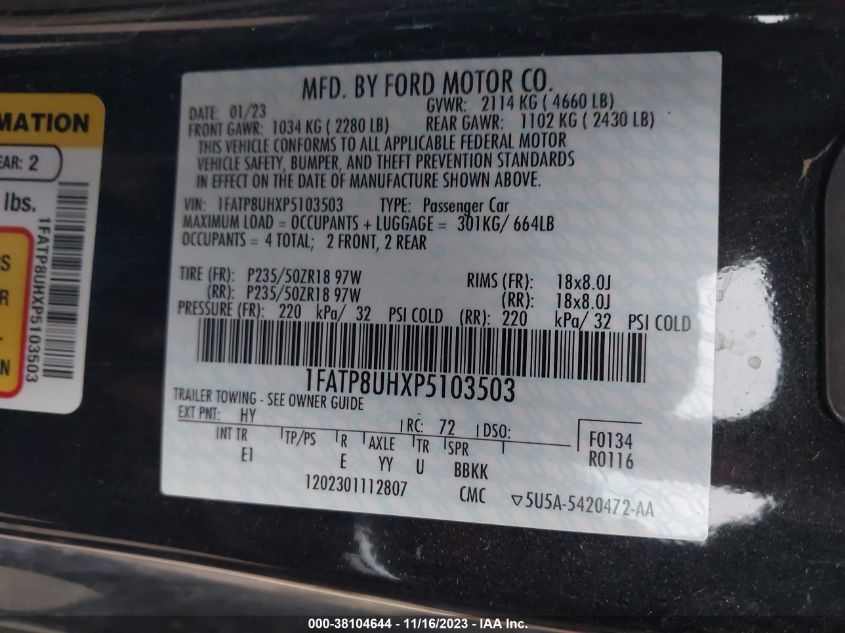 MFD. BY FORD MOTOR CO.
DATE: 01/23 GVWR: 2114 KG ( 4660 LB)
FRONT GAWR: 1034 KG ( 2280 LB) REAR GAWR: 1102 KG ( 2430 LB)
THIS VEHICLE CONFORMS TO ALL APPLICABLE FEDERAL MOTOR
VEHICLE SAFETY, BUMPER, AND THEFT PREVENTION STANDARDS
IN EFFECT ON THE DATE OF MANUFACTURE SHOWN ABOVE.
VIN: 1FATP8UHXP5103503 TYPE: Passenger Car
MAXIMUM LOAD = OCCUPANTS + LUGGAGE = 301KG/ 664LB
OCCUPANTS = 4 TOTAL; 2 FRONT, 2 REAR
TIRE (FR): P235/50ZR18 97W RIMS (FR): 18x8.0J
(RR): P235/50ZR18 97W (RR): 18x8.0J
PRESSURE (FR): 220 kPa/ 32 PSI COLD (RR): 220 kPa/ 32 PSI COLD
1FATP8UHXP5103503
TRAILER TOWING - SEE OWNER GUIDE
EXT PNT: HY RC: 72 DSO: F0134
INT TR TP/PS R AXLE TR SPR R0116
E1 E YY U BBKK
1202301112807 CMC 5U5A-5420472-AA
MATION
EAR: 2
lbs.
1FATP8UHXP5103503
S
R
-
N
000-38104644 - 11/16/2023 - IAA Inc.